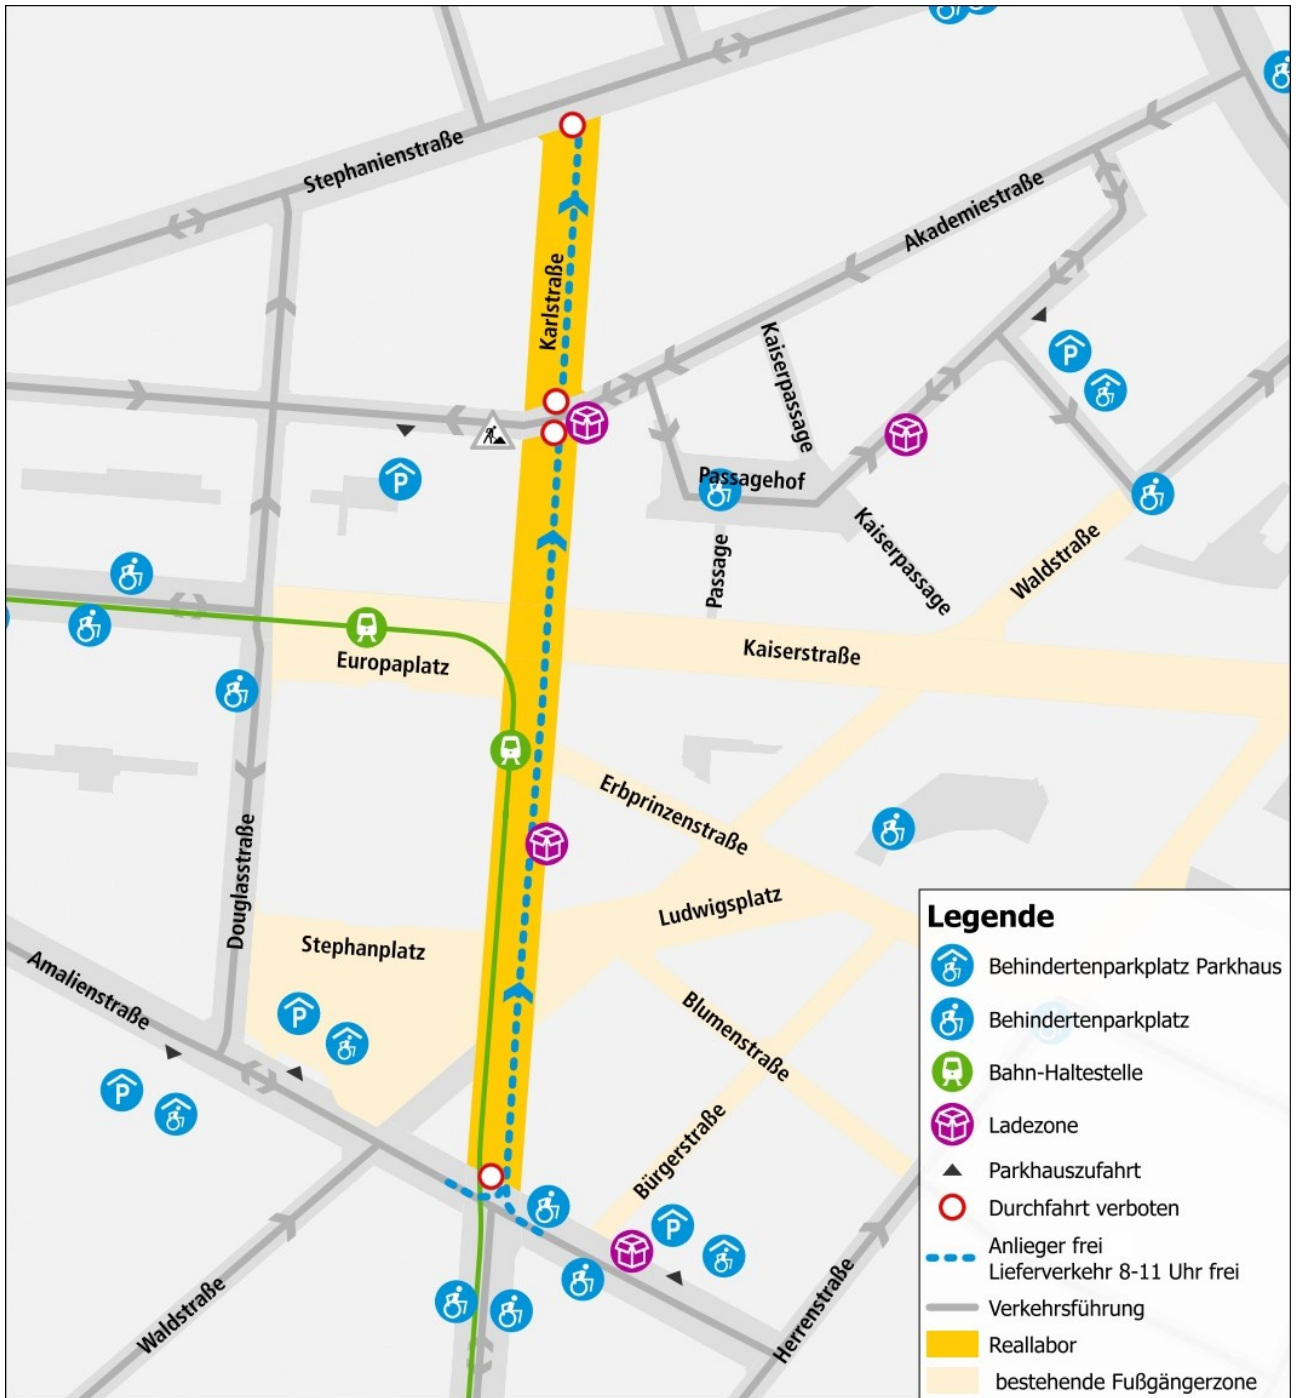 Stephanienstraße
Akademiestraße
Karlstraße
Kaiserpassage
Passagehof
Kaiserpassage
Passage
Waldstraße
Kaiserstraße
Europaplatz
Erbprinzenstraße
Douglasstraße
Ludwigsplatz
Stephanplatz
Amalienstraße
Blumenstraße
Bürgerstraße
Waldstraße
Herrenstraße
P
P
P
P
P
Legende
Behindertenparkplatz Parkhaus
Behindertenparkplatz
Bahn-Haltestelle
Ladezone
Parkhauszufahrt
Durchfahrt verboten
Anlieger frei
Lieferverkehr 8-11 Uhr frei
Verkehrsführung
Reallabor
bestehende Fußgängerzone